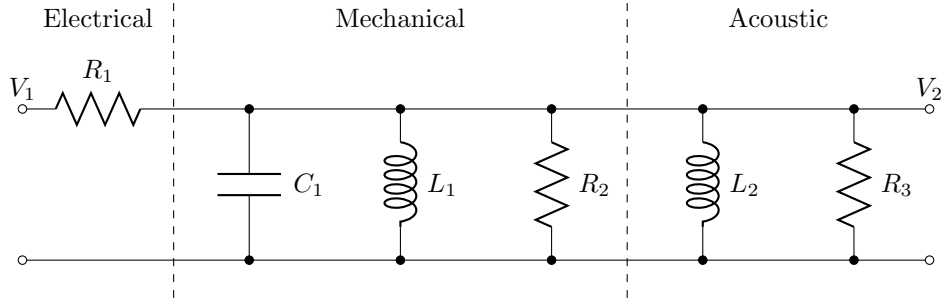 Electrical Mechanical Acoustic
V₁ R₁ V₂
C₁ L₁ R₂ L₂ R₃